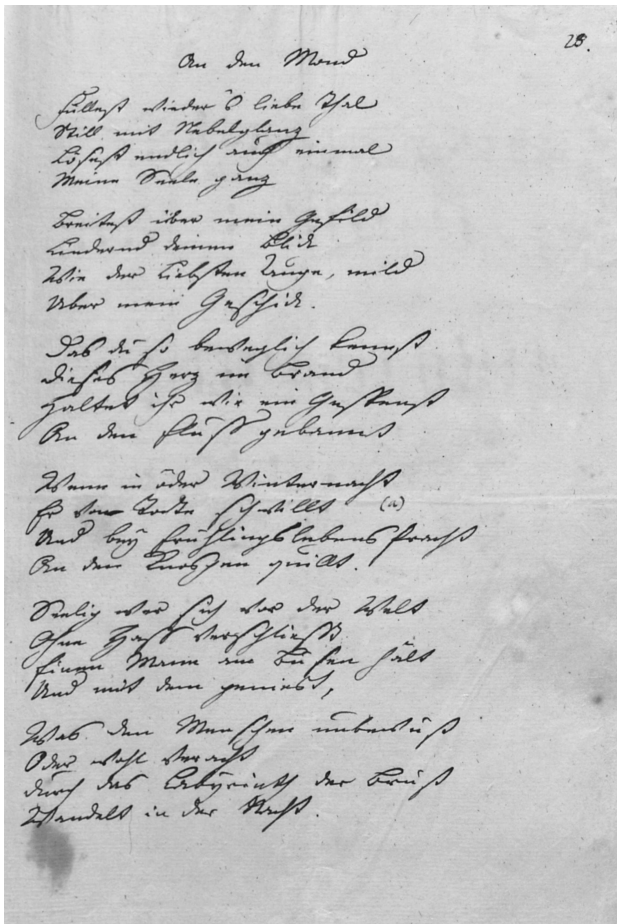 28.
An den Mond
Füllest wieder's liebe Thal
Still mit Nebelglanz
Lösest endlich auch einmal
Meine Seele ganz
Breitest über mein Gefild
Lindernd deinen Blick
Wie der Liebsten Auge, mild
Über mein Geschick.
Das du so beweglich kennst
Dieses Herz im Brand
Haltet ihr wie ein Gespenst
An den Fluss gebannt
Wenn in öder Winternacht
Er von Todte schwillt (a)
Und bey Frühlingslebens Pracht
An den Knospen quillt.
Seelig wer sich vor der Welt
Ohne Hass verschliesst
Einen Mann am Busen hält
Und mit dem geniest,
Was den Menschen unbewust
Oder wohl veracht
durch das Labyrinth der Brust
Wandelt in der Nacht.